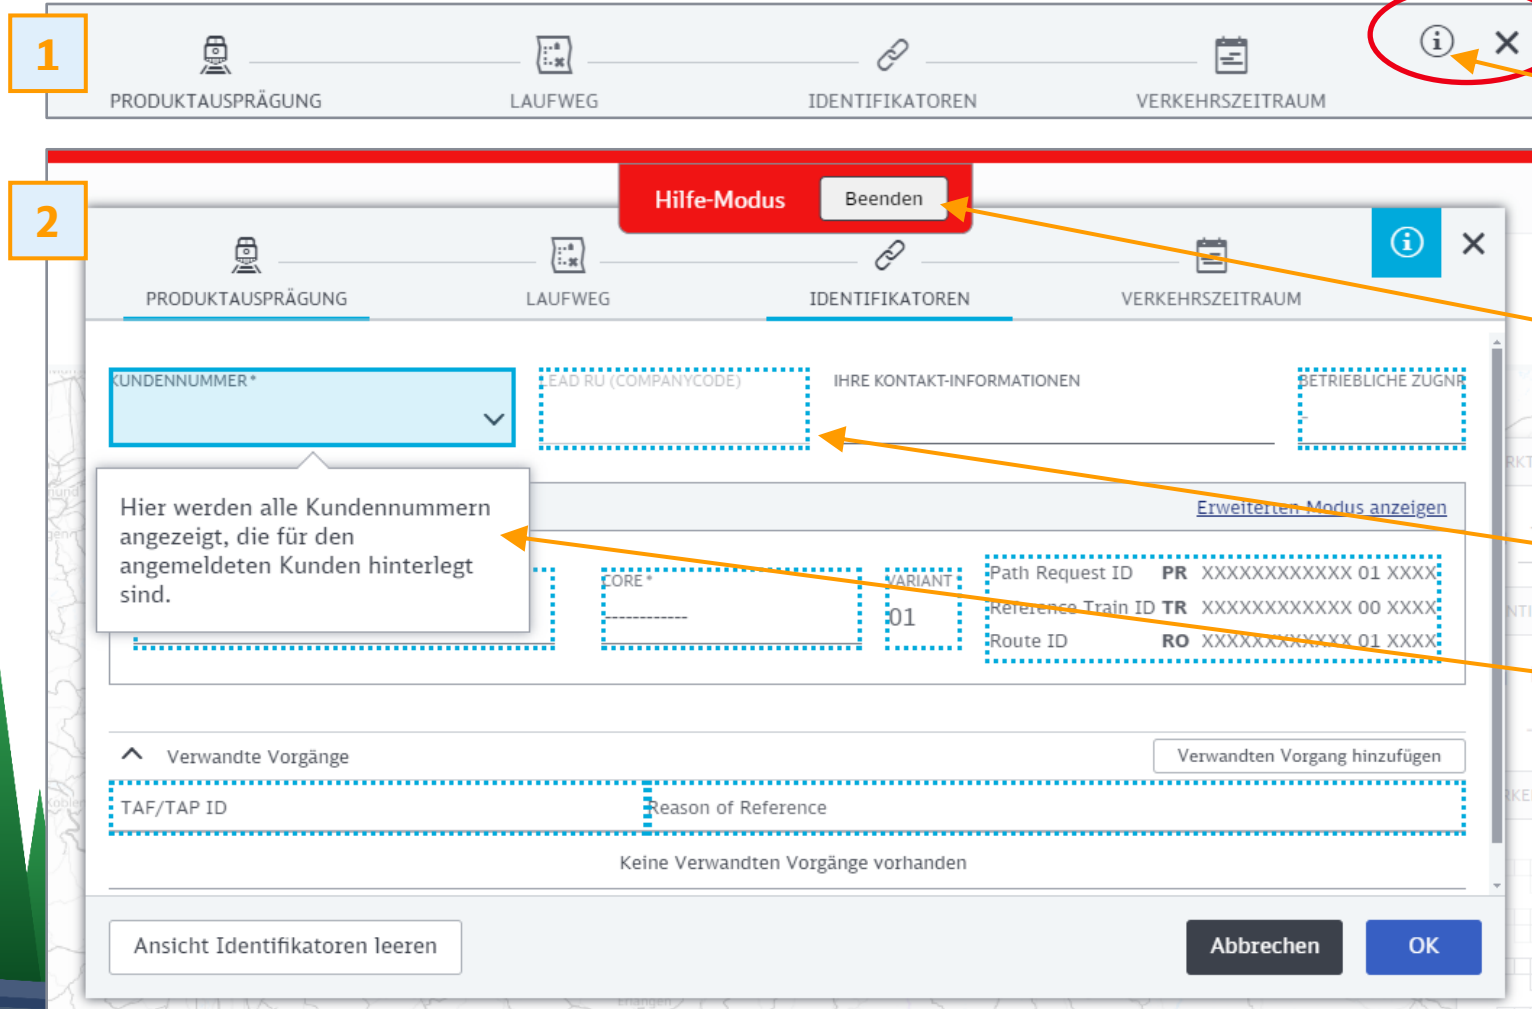 1
PRODUKTAUSPRÄGUNG
LAUFWEG
IDENTIFIKATOREN
VERKEHRSZEITRAUM
2
Hilfe-Modus
Beenden
PRODUKTAUSPRÄGUNG
LAUFWEG
IDENTIFIKATOREN
VERKEHRSZEITRAUM
KUNDENNUMMER*
LEAD RU (COMPANYCODE)
IHRE KONTAKT-INFORMATIONEN
BETRIEBLICHE ZUGNR
-
Hier werden alle Kundennummern
angezeigt, die für den
angemeldeten Kunden hinterlegt
sind.
Erweiterten Modus anzeigen
CORE*
------------
VARIANT
01
Path Request ID PR XXXXXXXXXXXX 01 XXXX
Reference Train ID TR XXXXXXXXXXXX 00 XXXX
Route ID RO XXXXXXXXXXXX 01 XXXX
Verwandte Vorgänge
Verwandten Vorgang hinzufügen
TAF/TAP ID
Reason of Reference
Keine Verwandten Vorgänge vorhanden
Ansicht Identifikatoren leeren
Abbrechen
OK
Erlangen